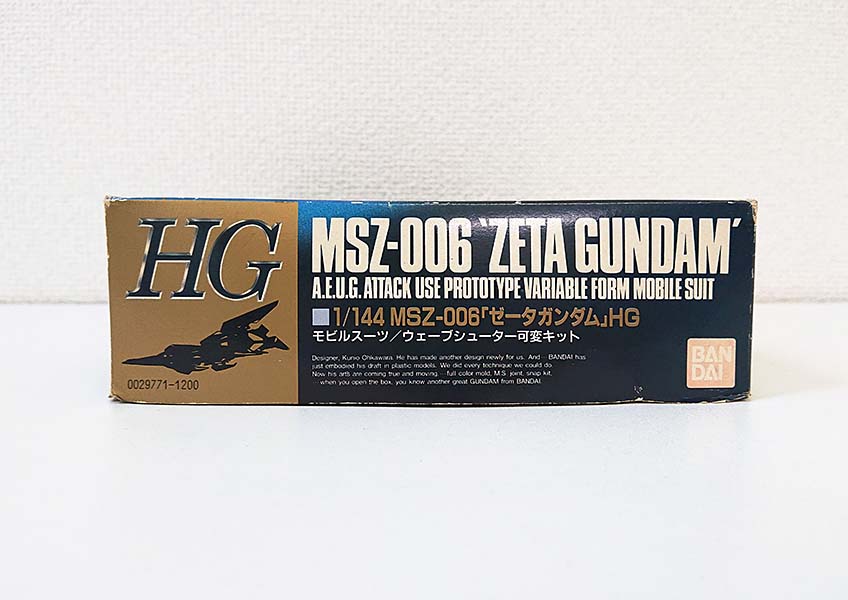 HG
0029771-1200
MSZ-006 'ZETA GUNDAM'
A.E.U.G. ATTACK USE PROTOTYPE VARIABLE FORM MOBILE SUIT
1/144 MSZ-006「ゼータガンダム」HG
モビルスーツ/ウェーブシューター可変キット
Designer, Kunio Ohkawara. He has made another design newly for us. And… BANDAI has
just embodied his draft in plastic models. We did every technique we could do.
Now his arts are coming true and moving.…full color mold, M.S. joint, snap kit,
…when you open the box, you know another great GUNDAM from BANDAI.
BAN
DAI